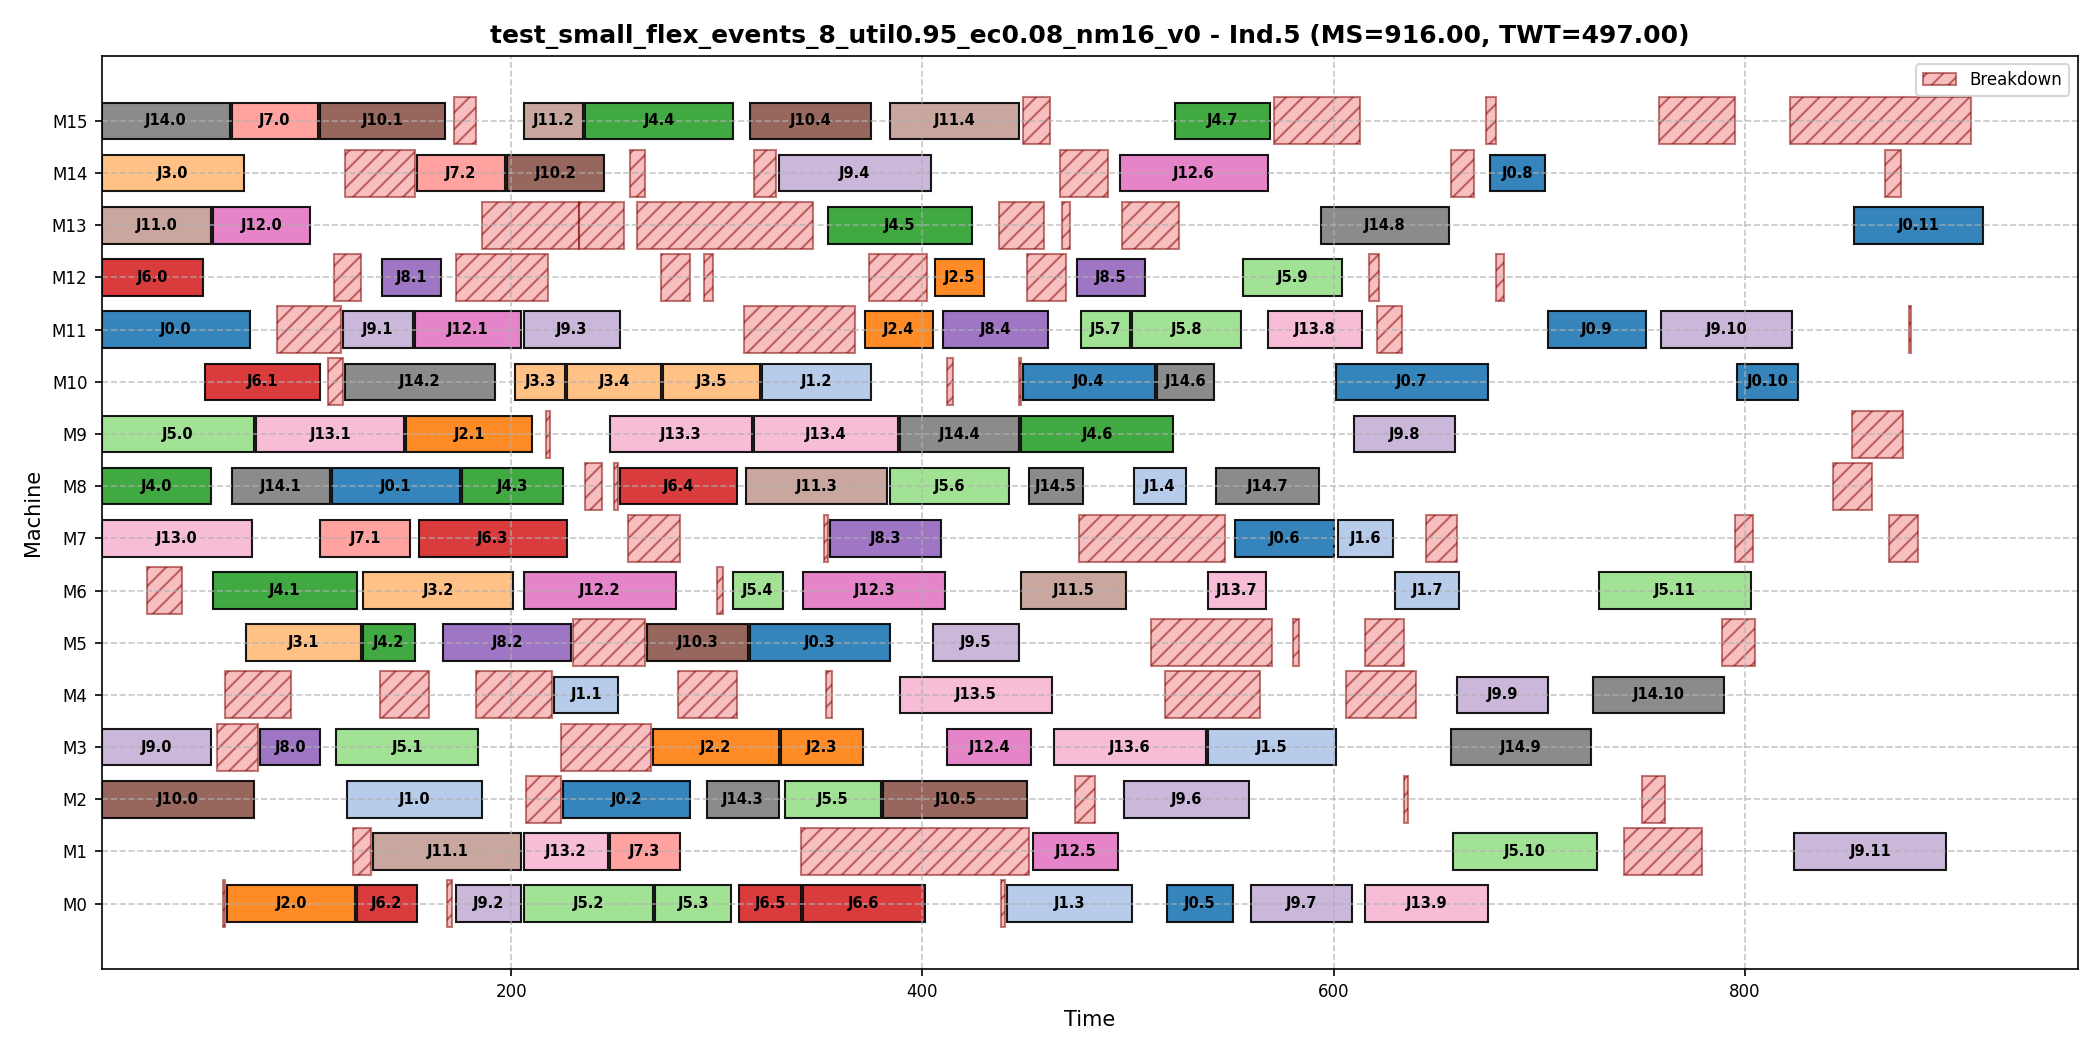 test_small_flex_events_8_util0.95_ec0.08_nm16_v0 - Ind.5 (MS=916.00, TWT=497.00)
Breakdown
M15 J14.0 J7.0 J10.1 J11.2 J4.4 J10.4 J11.4 J4.7
M14 J3.0 J7.2 J10.2 J9.4 J12.6 J0.8
M13 J11.0 J12.0 J4.5 J14.8 J0.11
M12 J6.0 J8.1 J2.5 J8.5 J5.9
M11 J0.0 J9.1 J12.1 J9.3 J2.4 J8.4 J5.7 J5.8 J13.8 J0.9 J9.10
M10 J6.1 J14.2 J3.3 J3.4 J3.5 J1.2 J0.4 J14.6 J0.7 J0.10
M9 J5.0 J13.1 J2.1 J13.3 J13.4 J14.4 J4.6 J9.8
M8 J4.0 J14.1 J0.1 J4.3 J6.4 J11.3 J5.6 J14.5 J1.4 J14.7
M7 J13.0 J7.1 J6.3 J8.3 J0.6 J1.6
M6 J4.1 J3.2 J12.2 J5.4 J12.3 J11.5 J13.7 J1.7 J5.11
M5 J3.1 J4.2 J8.2 J10.3 J0.3 J9.5
M4 J1.1 J13.5 J9.9 J14.10
M3 J9.0 J8.0 J5.1 J2.2 J2.3 J12.4 J13.6 J1.5 J14.9
M2 J10.0 J1.0 J0.2 J14.3 J5.5 J10.5 J9.6
M1 J11.1 J13.2 J7.3 J12.5 J5.10 J9.11
M0 J2.0 J6.2 J9.2 J5.2 J5.3 J6.5 J6.6 J1.3 J0.5 J9.7 J13.9
Machine
200 400 600 800
Time